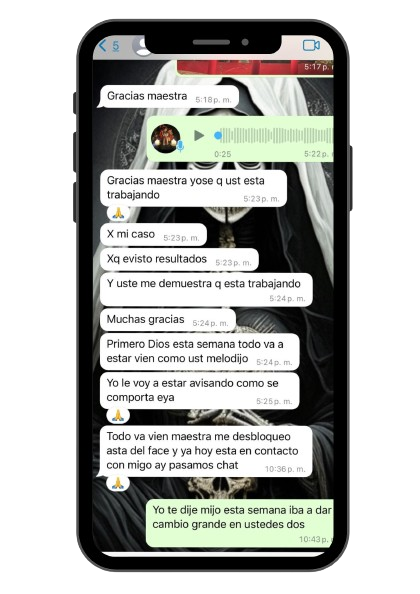 5
5:17 p.
Gracias maestra 5:18 p. m.
0:25 5:22 p.
Gracias maestra yose q ust esta
trabajando 5:23 p. m.
X mi caso 5:23 p. m.
Xq evisto resultados 5:23 p. m.
Y uste me demuestra q esta trabajando
5:24 p. m.
Muchas gracias 5:24 p. m.
Primero Dios esta semana todo va a
estar vien como ust melodijo 5:24 p. m.
Yo le voy a estar avisando como se
comporta eya 5:25 p. m.
Todo va vien maestra me desbloqueo
asta del face y ya hoy esta en contacto
con migo ay pasamos chat 10:36 p. m.
Yo te dije mijo esta semana iba a dar
cambio grande en ustedes dos
10:43 p.